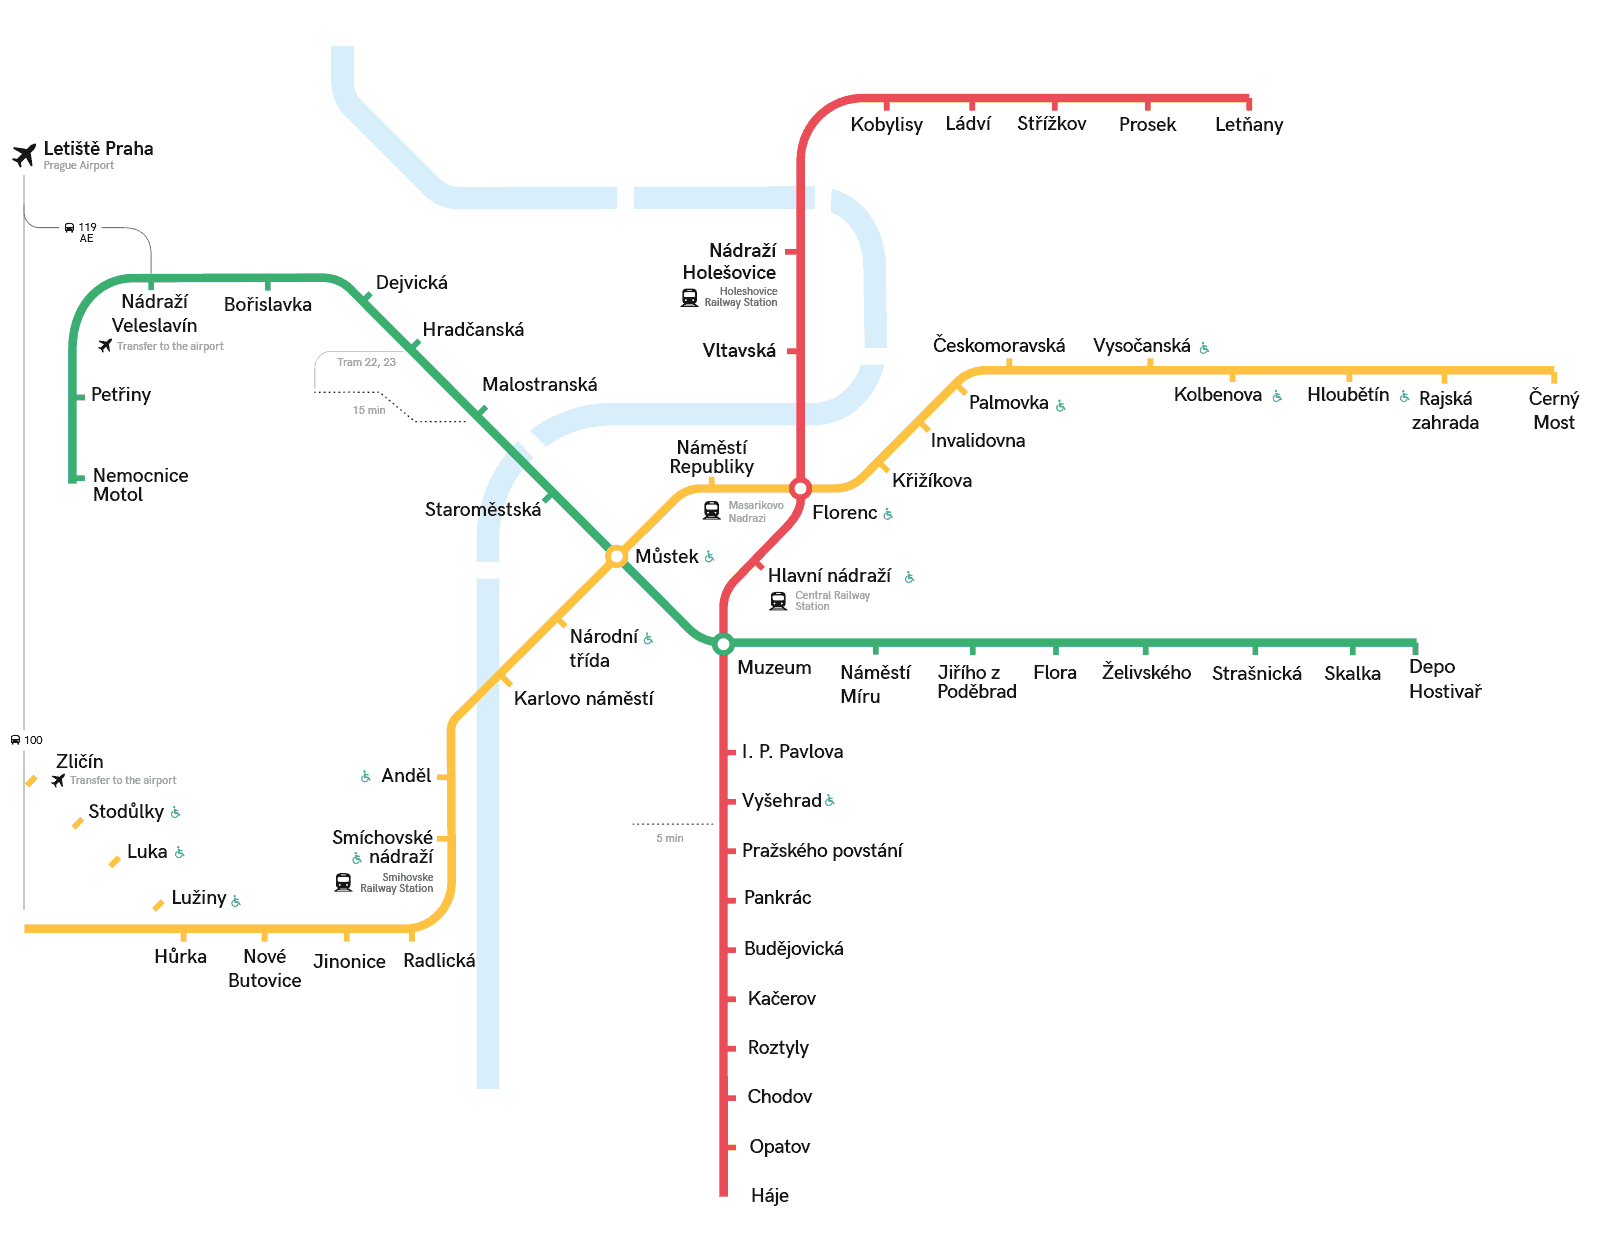 Kobylisy
Ládví
Střížkov
Prosek
Letňany
Letiště Praha
Prague Airport
119
AE
Nádraží
Holešovice
Holeshovice
Railway Station
Dejvická
Nádraží
Veleslavín
Transfer to the airport
Bořislavka
Hradčanská
Tram 22, 23
Vltavská
Českomoravská
Vysočanská
Petřiny
Malostranská
15 min
Palmovka
Kolbenova
Hloubětín
Rajská
zahrada
Černý
Most
Invalidovna
Náměstí
Republiky
Nemocnice
Motol
Křižíkova
Staroměstská
Masarikovo
Nadrazi
Florenc
Můstek
Hlavní nádraží
Central Railway
Station
Národní
třída
Muzeum
Náměstí
Míru
Jiřího z
Poděbrad
Flora
Želivského
Strašnická
Skalka
Depo
Hostivař
Karlovo náměstí
100
Zličín
Transfer to the airport
Anděl
I. P. Pavlova
Stodůlky
Vyšehrad
Smíchovské
nádraží
Smihovske
Railway Station
5 min
Luka
Pražského povstání
Lužiny
Pankrác
Hůrka
Nové
Butovice
Jinonice
Radlická
Budějovická
Kačerov
Roztyly
Chodov
Opatov
Háje